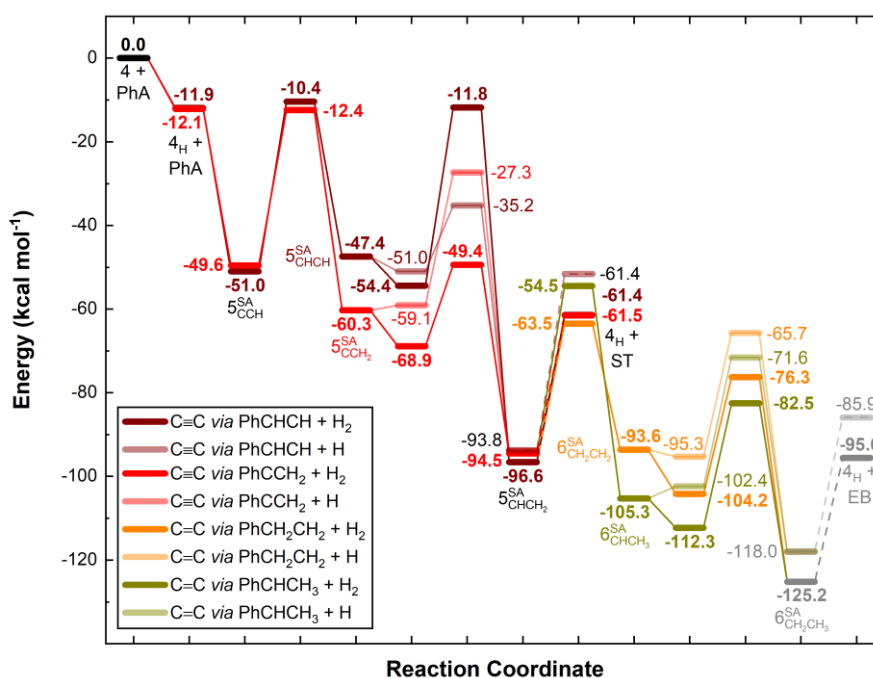 0.0
4 +
PhA
-11.9
-12.1
4H +
PhA
-49.6
-51.0
5SACCH
-10.4
-12.4
-47.4
5SACHCH
-51.0
-54.4
-60.3
5SACCH2
-59.1
-68.9
-11.8
-27.3
-35.2
-49.4
-93.8
-94.5
-96.6
5SACHCH2
-54.5
-63.5
-61.4
-61.4
-61.5
4H +
ST
6SACH2CH2
-93.6
-95.3
-104.2
-105.3
6SACHCH3
-102.4
-112.3
-65.7
-71.6
-76.3
-82.5
-118.0
-125.2
6SACH2CH3
-85.9
4H +
EB
0
-20
-40
-60
-80
-100
-120
Energy (kcal mol-1)
Reaction Coordinate
C≡C via PhCHCH + H2
C≡C via PhCHCH + H
C≡C via PhCCH2 + H2
C≡C via PhCCH2 + H
C=C via PhCH2CH2 + H2
C=C via PhCH2CH2 + H
C=C via PhCHCH3 + H2
C=C via PhCHCH3 + H